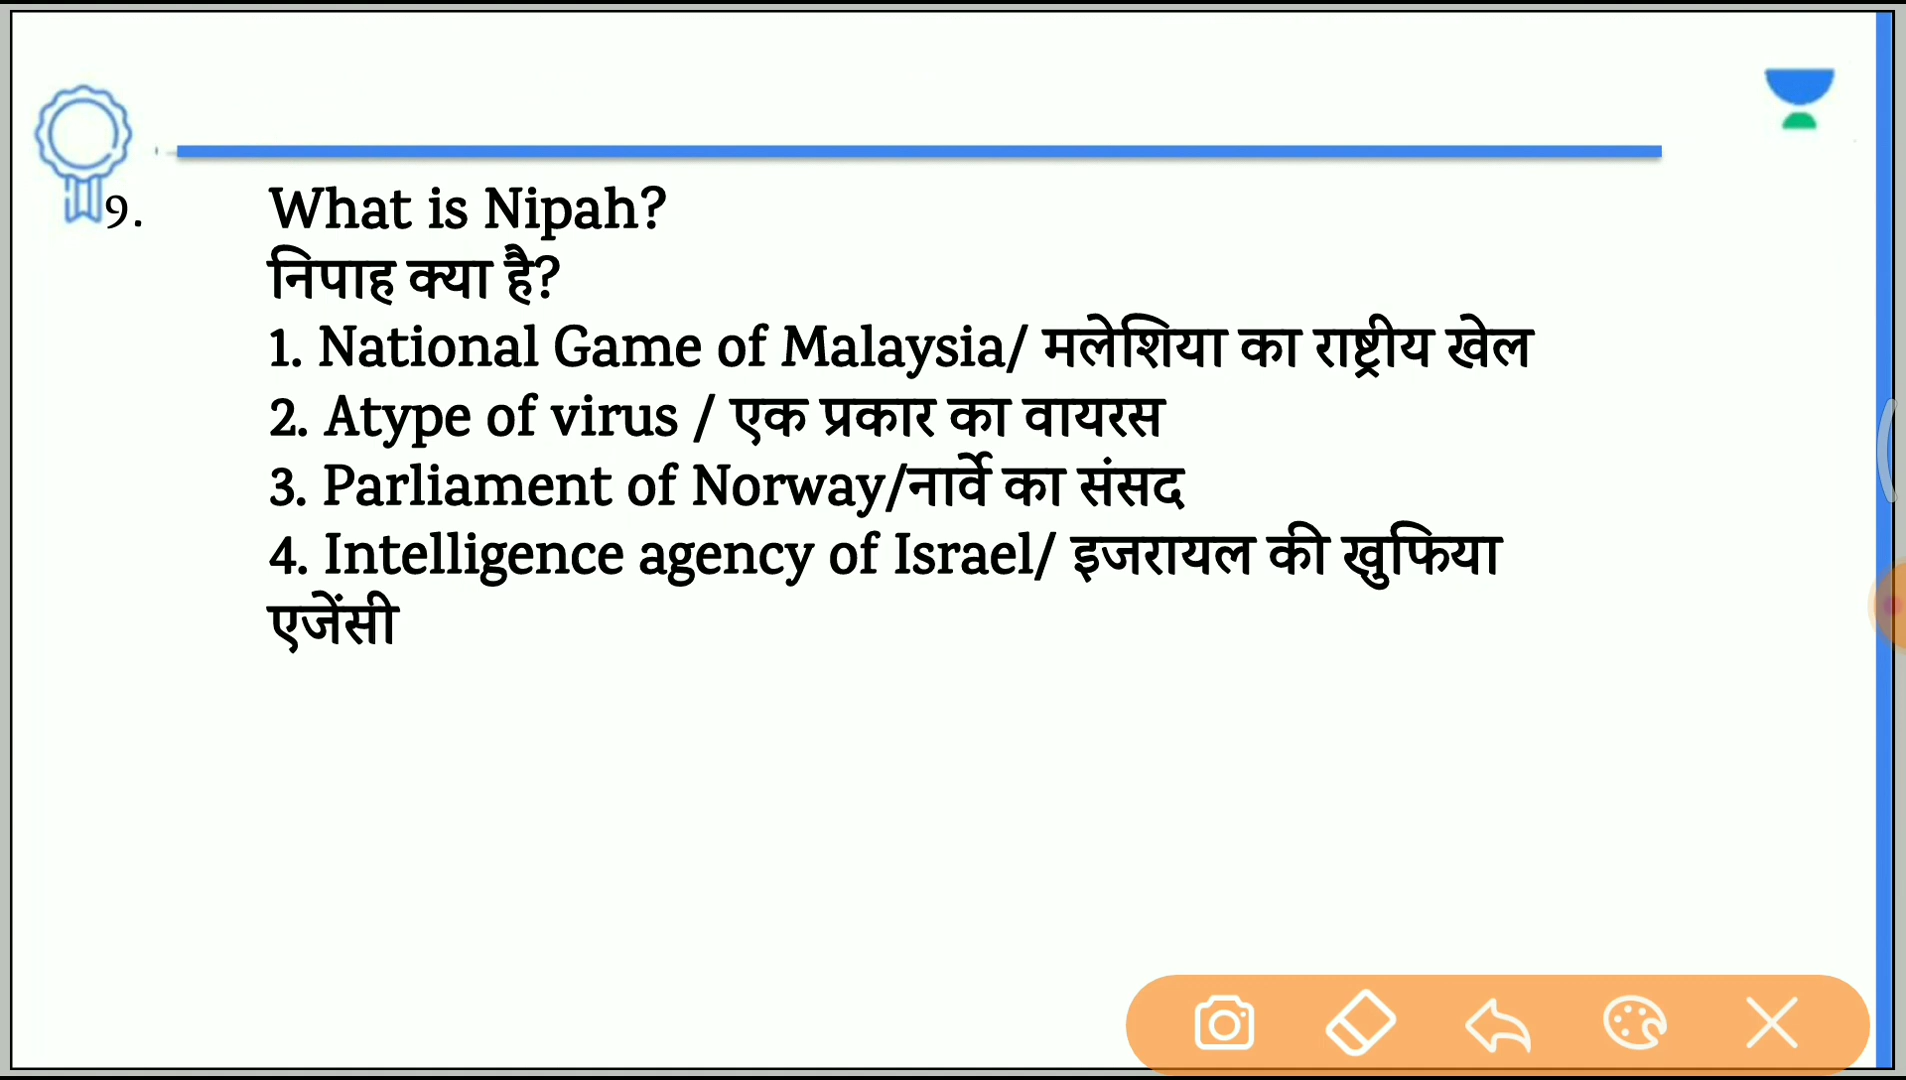 9. What is Nipah?
निपाह क्या है?
1. National Game of Malaysia/ मलेशिया का राष्ट्रीय खेल
2. Atype of virus / एक प्रकार का वायरस
3. Parliament of Norway/नार्वे का संसद
4. Intelligence agency of Israel/ इजरायल की खुफिया
एजेंसी